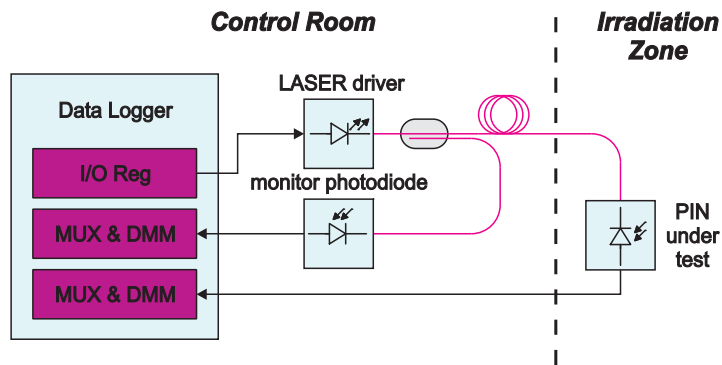 Control Room
Irradiation
Zone
LASER driver
Data Logger
I/O Reg
monitor photodiode
MUX & DMM
PIN
under
test
MUX & DMM